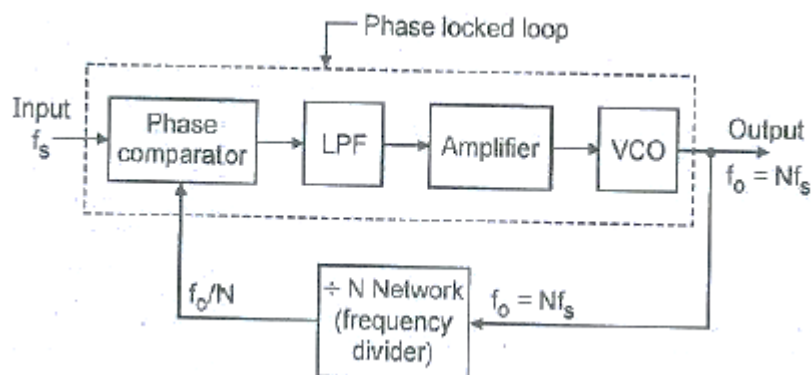 Phase locked loop
Input
fs
Phase
comparator
LPF
Amplifier
VCO
Output
fo = Nfs
fo/N
÷ N Network
(frequency
divider)
fo = Nfs